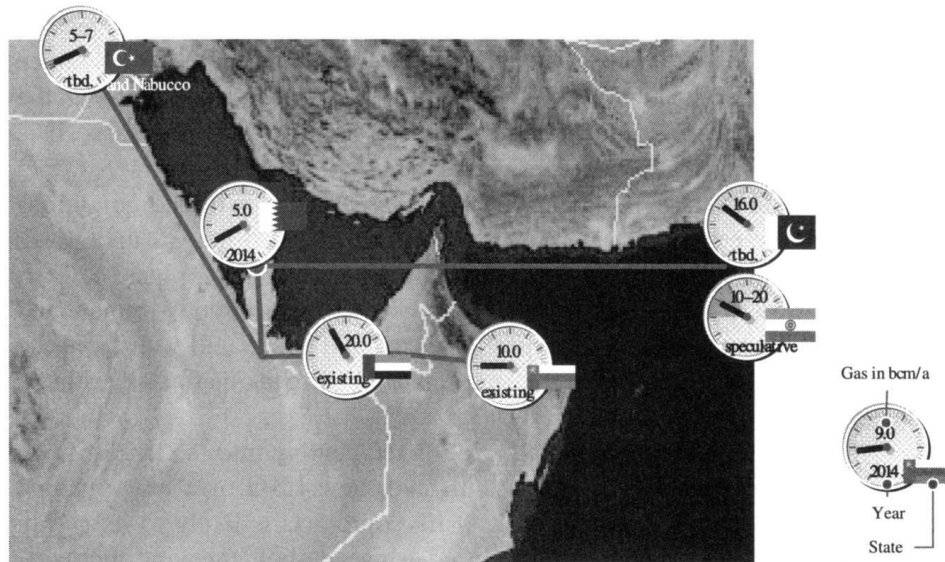 5–7
tbd.
and Nabucco
5.0
2014
16.0
tbd.
10–20
speculative
20.0
existing
10.0
existing
Gas in bcm/a
9.0
2014
Year
State